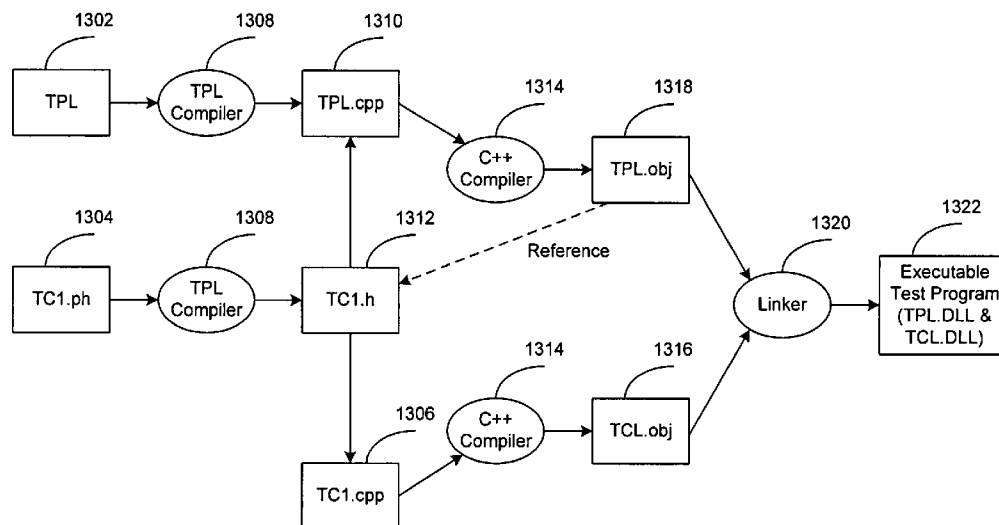 1302
1308
1310
TPL
TPL
Compiler
TPL.cpp
1314
1318
C++
Compiler
TPL.obj
1304
1308
1312
Reference
1320
1322
TC1.ph
TPL
Compiler
TC1.h
Linker
Executable
Test Program
(TPL.DLL &
TCL.DLL)
1314
1316
1306
C++
Compiler
TCL.obj
TC1.cpp